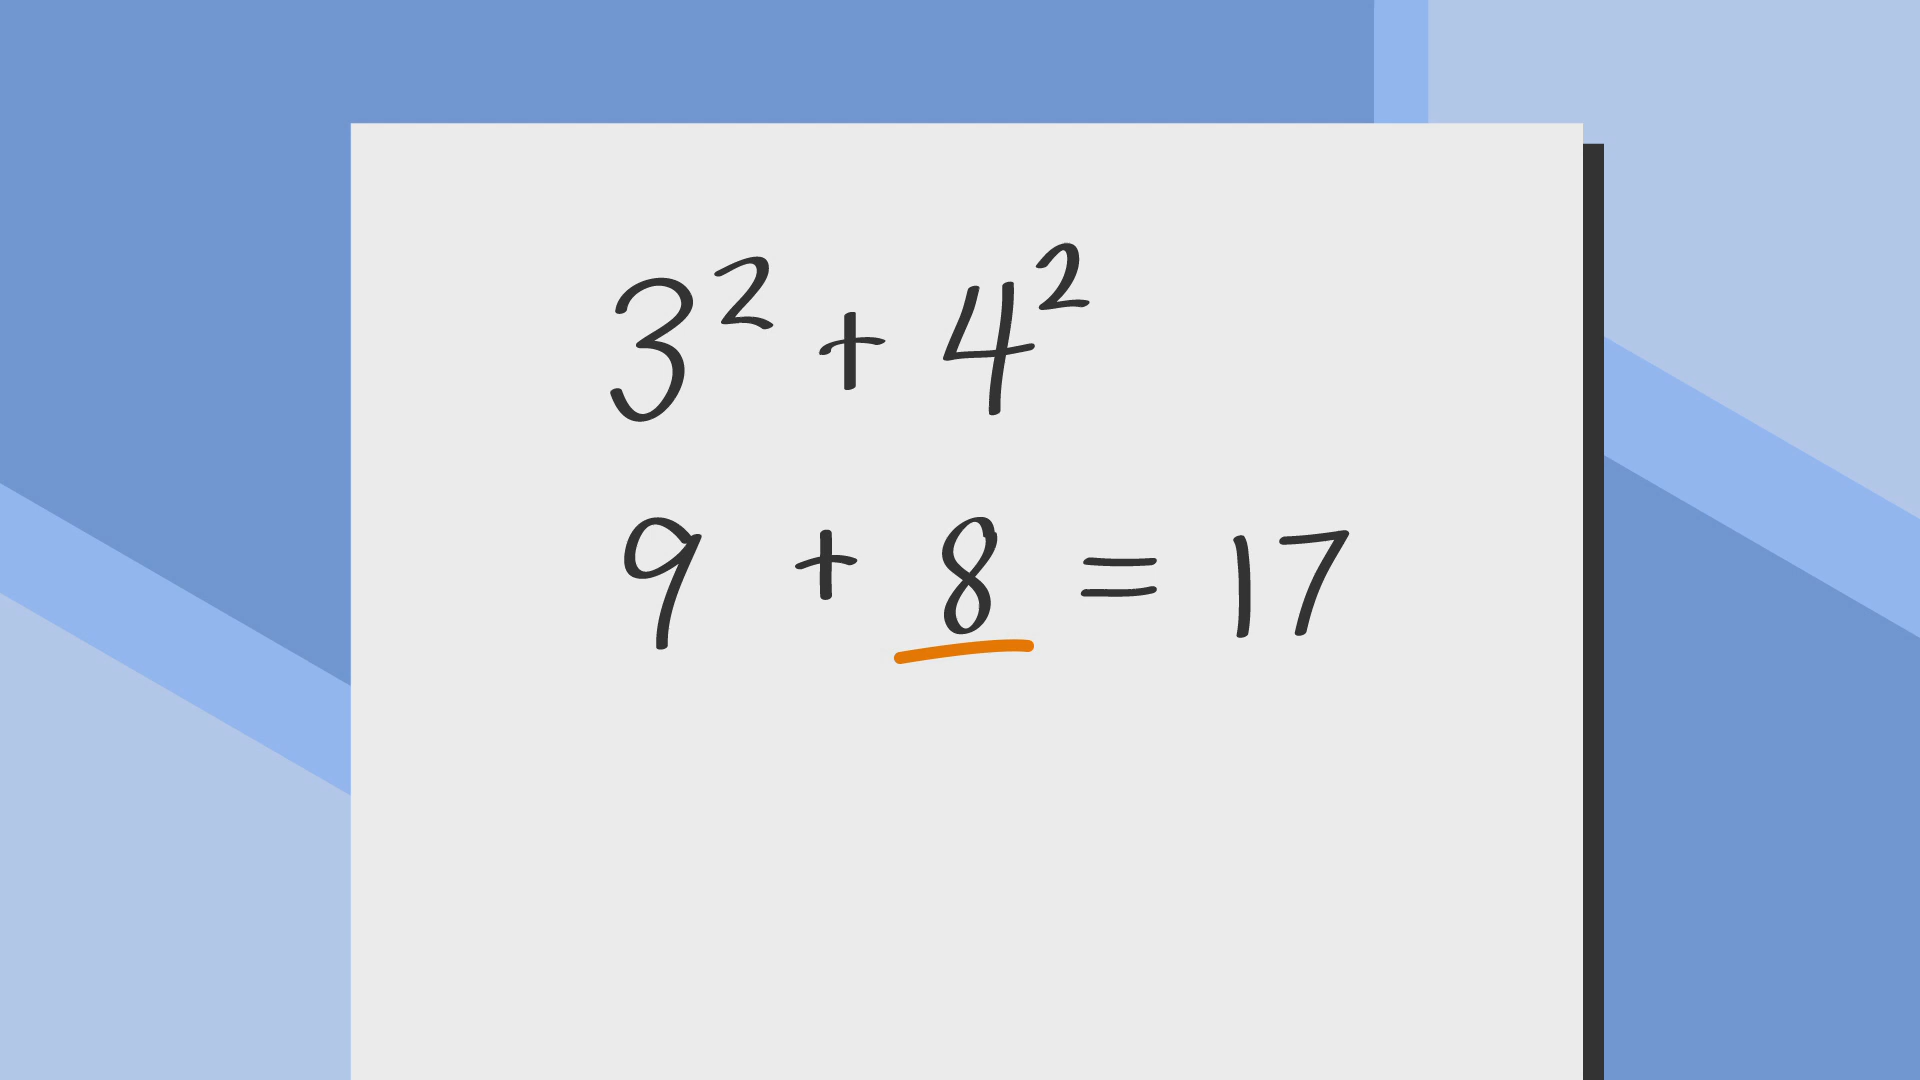 3² + 4²
9 + 8 = 17